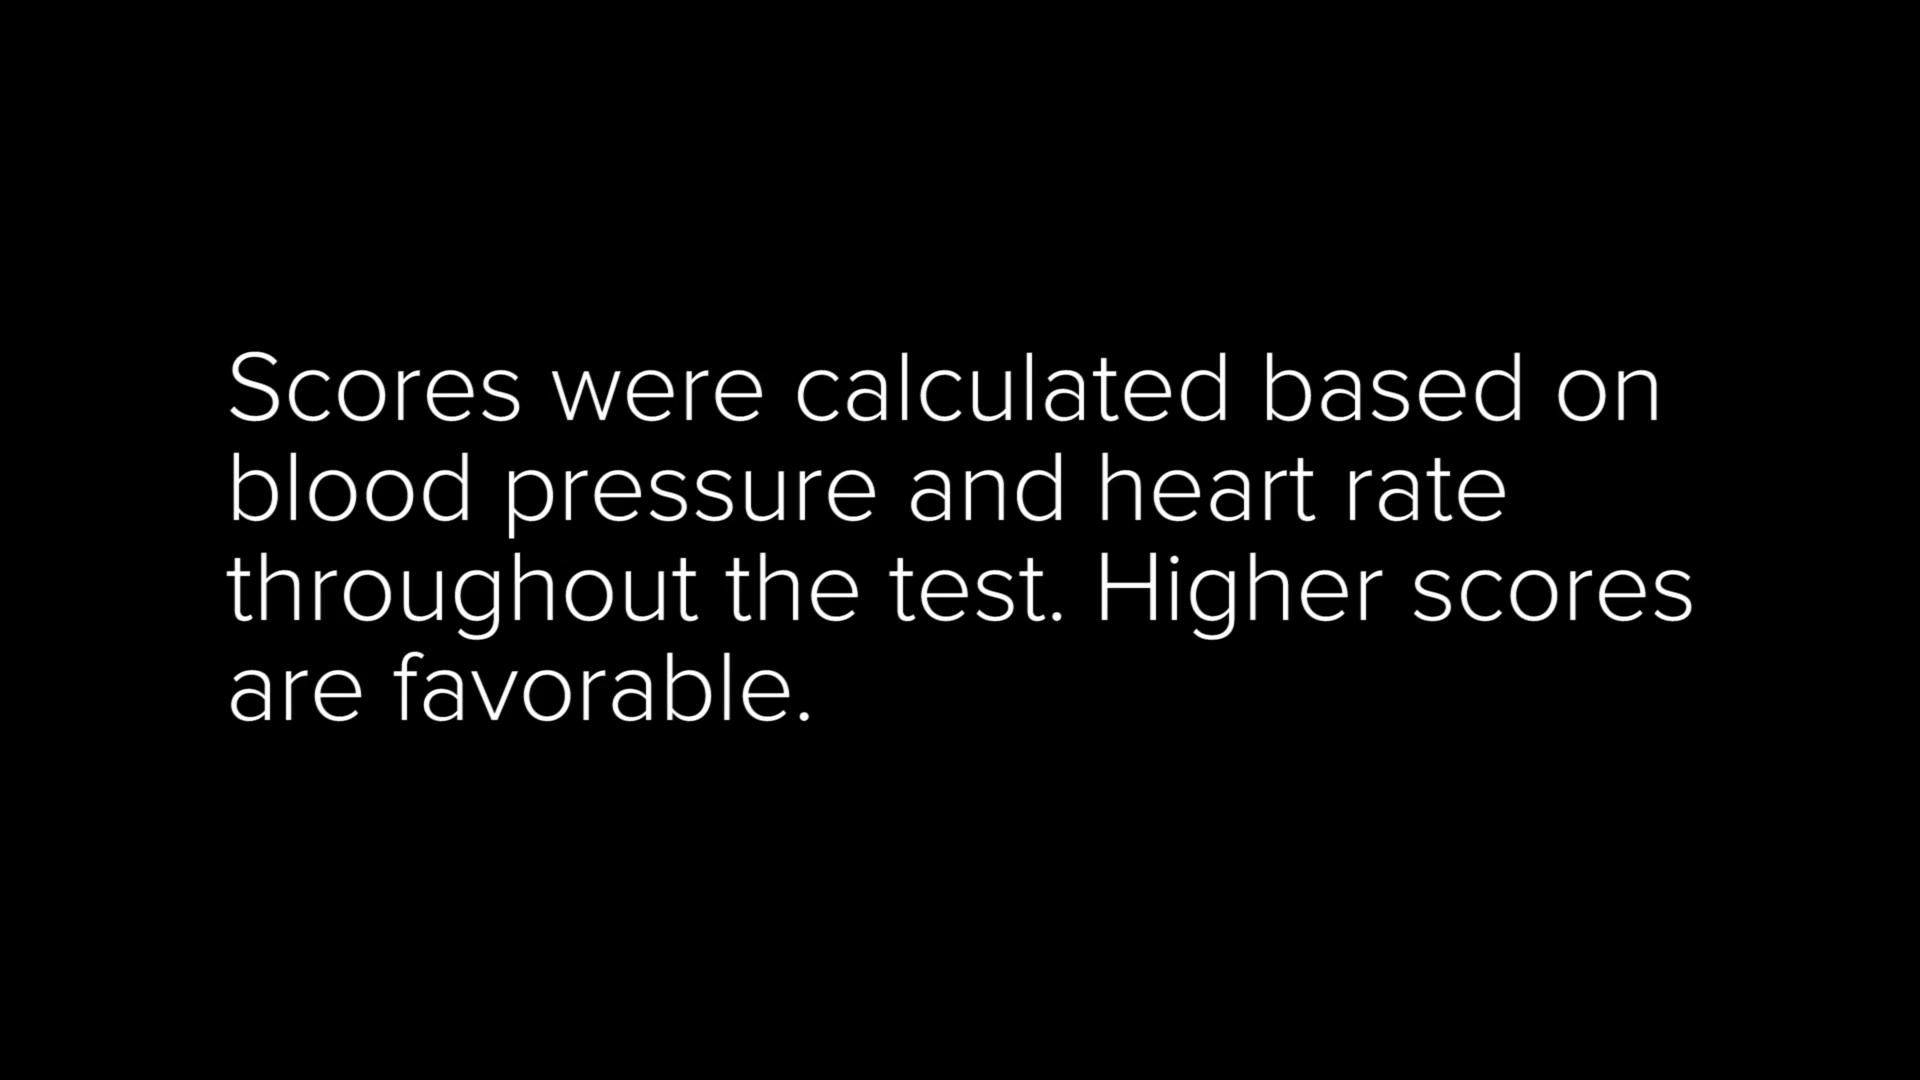 Scores were calculated based on
blood pressure and heart rate
throughout the test. Higher scores
are favorable.